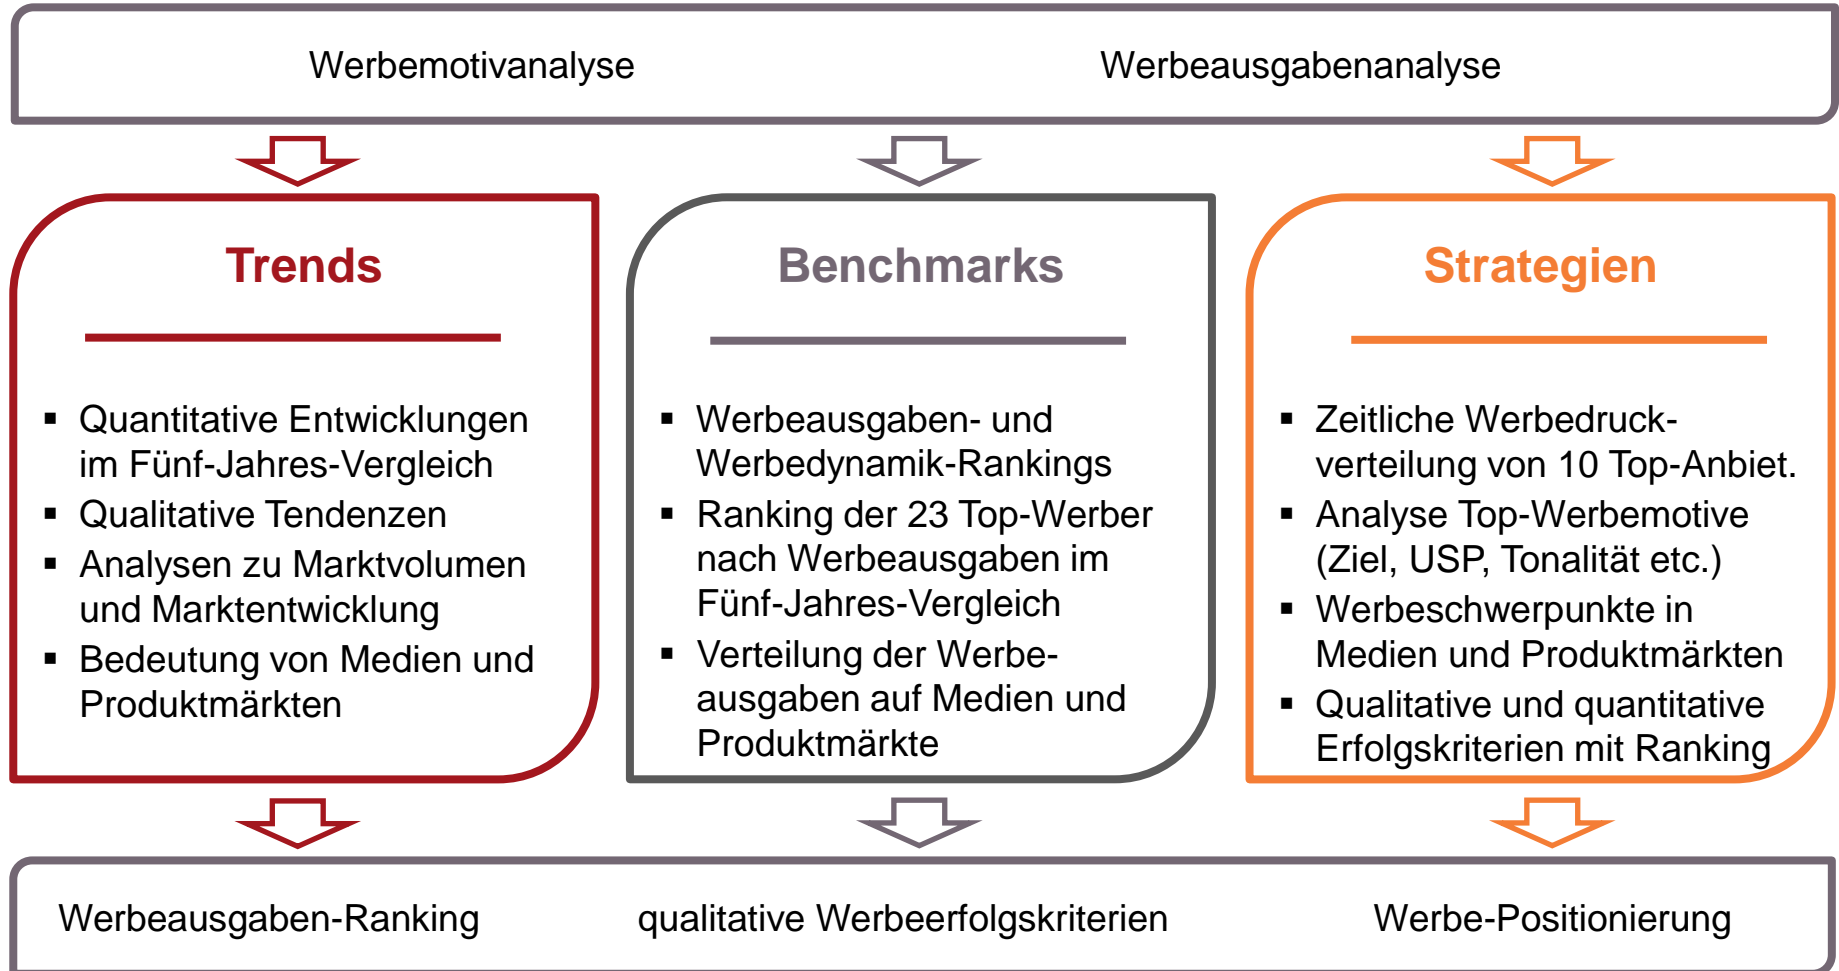 Werbemotivanalyse Werbeausgabenanalyse
Trends
▪ Quantitative Entwicklungen
im Fünf-Jahres-Vergleich
▪ Qualitative Tendenzen
▪ Analysen zu Marktvolumen
und Marktentwicklung
▪ Bedeutung von Medien und
Produktmärkten
Benchmarks
▪ Werbeausgaben- und
Werbedynamik-Rankings
▪ Ranking der 23 Top-Werber
nach Werbeausgaben im
Fünf-Jahres-Vergleich
▪ Verteilung der Werbe-
ausgaben auf Medien und
Produktmärkte
Strategien
▪ Zeitliche Werbedruck-
verteilung von 10 Top-Anbiet.
▪ Analyse Top-Werbemotive
(Ziel, USP, Tonalität etc.)
▪ Werbeschwerpunkte in
Medien und Produktmärkten
▪ Qualitative und quantitative
Erfolgskriterien mit Ranking
Werbeausgaben-Ranking qualitative Werbeerfolgskriterien Werbe-Positionierung